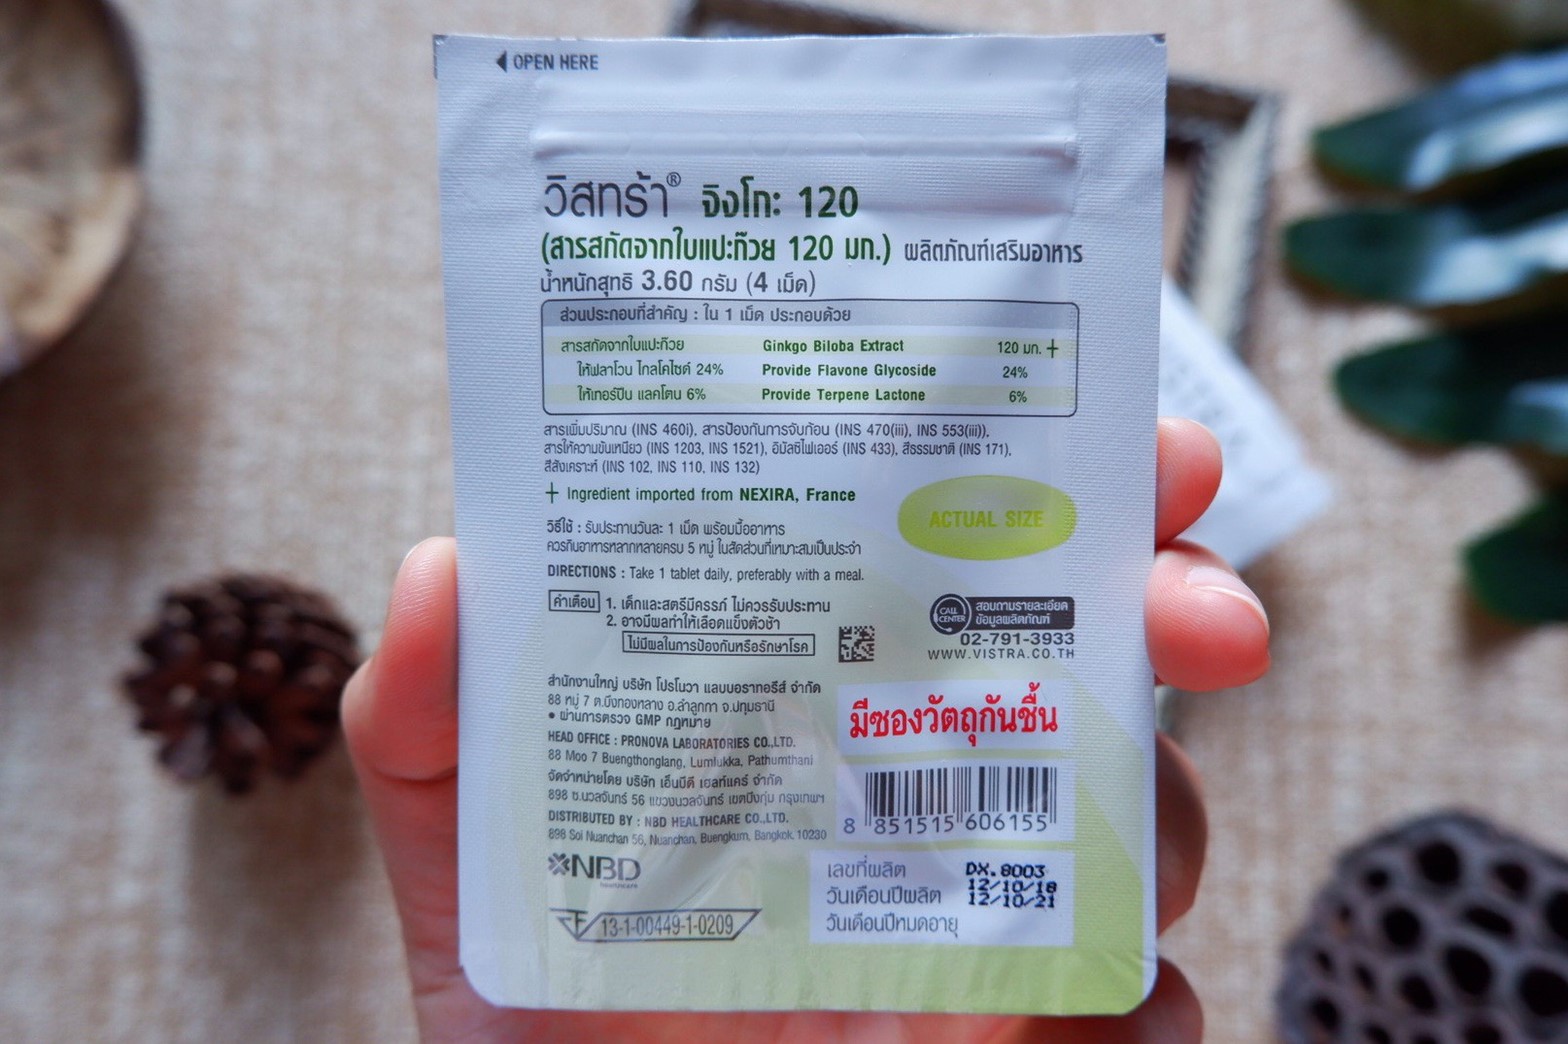 OPEN HERE
วิสทร้า® จิงโกะ 120
(สารสกัดจากใบแปะก๊วย 120 มก.) ผลิตภัณฑ์เสริมอาหาร
น้ำหนักสุทธิ 3.60 กรัม (4 เม็ด)
ส่วนประกอบที่สำคัญ : ใน 1 เม็ด ประกอบด้วย
สารสกัดจากใบแปะก๊วย Ginkgo Biloba Extract 120 มก. +
ให้ฟลาโวน ไกลโคไซด์ 24% Provide Flavone Glycoside 24%
ให้เทอร์ปีน แลคโตน 6% Provide Terpene Lactone 6%
สารเพิ่มปริมาณ (INS 460i), สารป้องกันการจับก้อน (INS 470(iii), INS 553(iii)),
สารให้ความข้นเหนียว (INS 1203, INS 1521), อิมัลซิไฟเออร์ (INS 433), สีธรรมชาติ (INS 171),
สีสังเคราะห์ (INS 102, INS 110, INS 132)
+ Ingredient imported from NEXIRA, France
ACTUAL SIZE
วิธีใช้ : รับประทานวันละ 1 เม็ด พร้อมมื้ออาหาร
ควรกินอาหารหลากหลายครบ 5 หมู่ ในสัดส่วนที่เหมาะสมเป็นประจำ
DIRECTIONS : Take 1 tablet daily, preferably with a meal.
คำเตือน 1. เด็กและสตรีมีครรภ์ ไม่ควรรับประทาน
2. อาจมีผลทำให้เลือดแข็งตัวช้า
ไม่มีผลในการป้องกันหรือรักษาโรค
CALL CENTER
สอบถามรายละเอียด
ข้อมูลผลิตภัณฑ์
02-791-3933
WWW.VISTRA.CO.TH
สำนักงานใหญ่ บริษัท โปรโนวา แลบบอราทอรีส์ จำกัด
88 หมู่ 7 ต.บึงทองหลาง อ.ลำลูกกา จ.ปทุมธานี
• ผ่านการตรวจ GMP กฎหมาย
HEAD OFFICE : PRONOVA LABORATORIES CO.,LTD.
88 Moo 7 Buengthonglang, Lumlukka, Pathumthani
จัดจำหน่ายโดย บริษัท เอ็นบีดี เฮลท์แคร์ จำกัด
898 ซ.นวลจันทร์ 56 แขวงนวลจันทร์ เขตบึงกุ่ม กรุงเทพฯ
DISTRIBUTED BY : NBD HEALTHCARE CO.,LTD.
898 Soi Nuanchan 56, Nuanchan, Buengkum, Bangkok. 10230
NBD
healthcare
13-1-00449-1-0209
มีซองวัตถุกันชื้น
8 851515 606155
เลขที่ผลิต DX.8003
วันเดือนปีผลิต 12/10/18
วันเดือนปีหมดอายุ 12/10/21